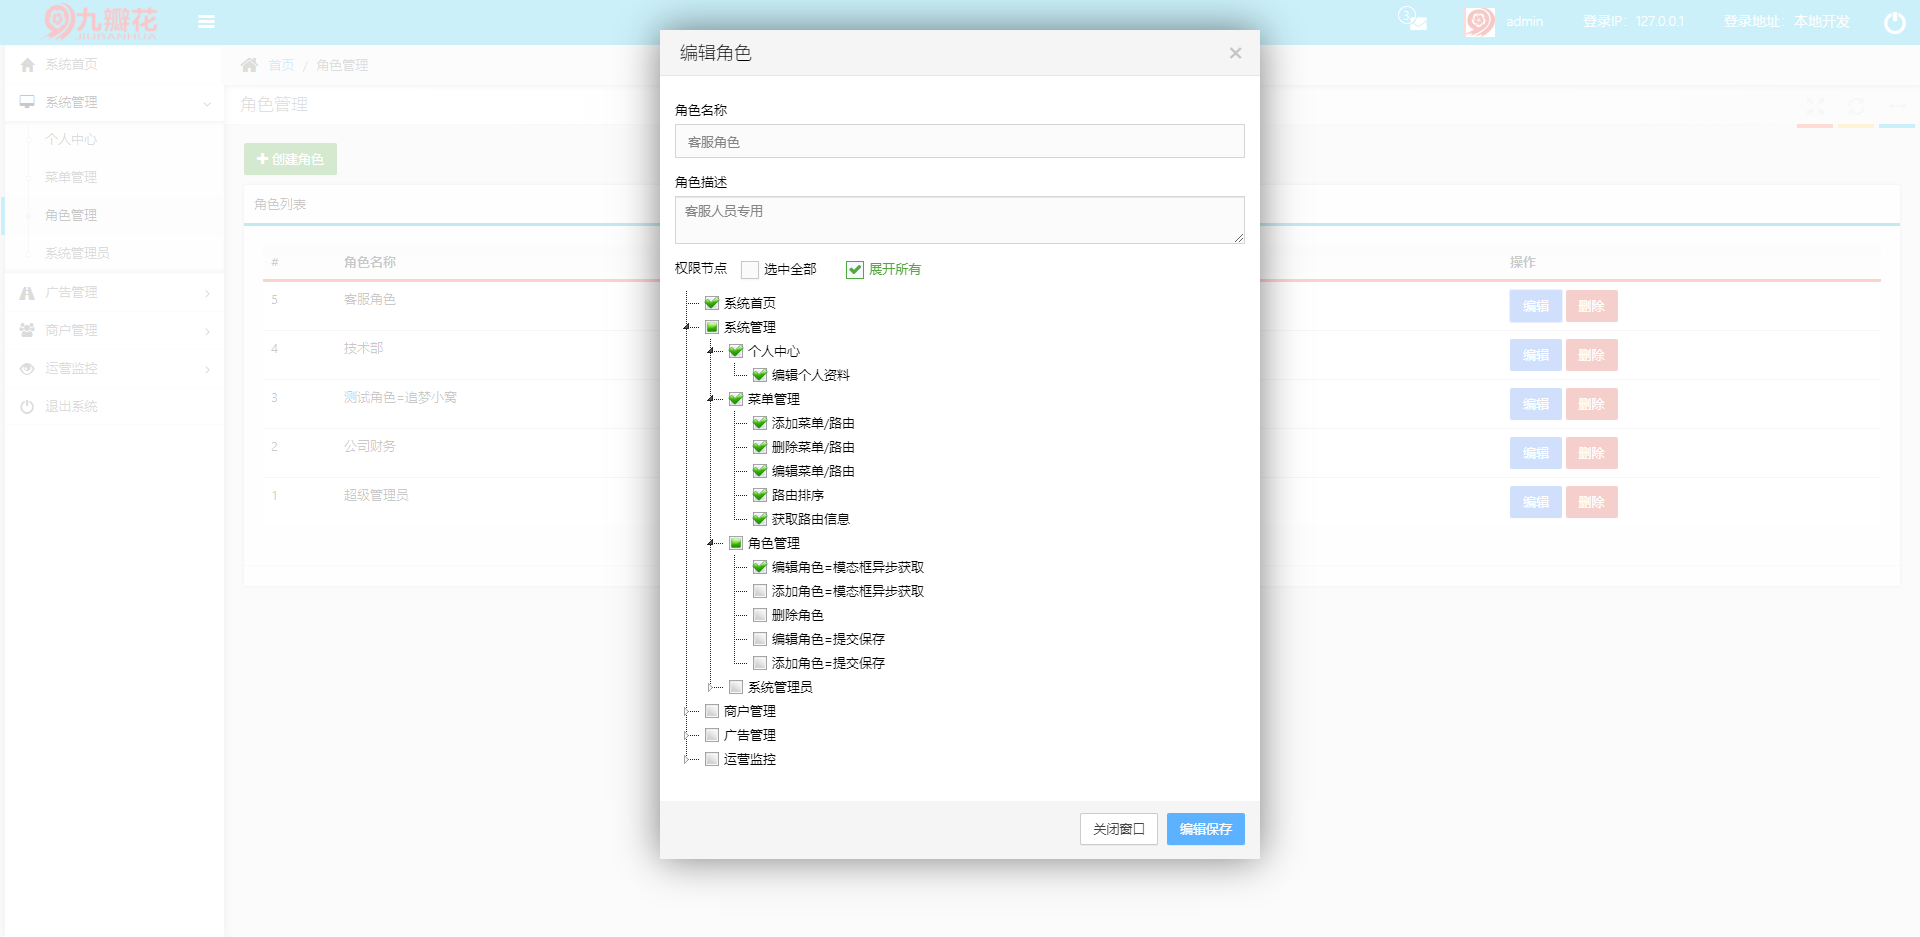 九瓣花
JIUBANHUA
3
admin
登录IP：127.0.0.1
登录地址：本地开发
系统首页
系统管理
个人中心
菜单管理
角色管理
系统管理员
广告管理
商户管理
运营监控
退出系统
首页 / 角色管理
角色管理
创建角色
角色列表
# 角色名称 操作
5 客服角色 编辑 删除
4 技术部 编辑 删除
3 测试角色=追梦小窝 编辑 删除
2 公司财务 编辑 删除
1 超级管理员 编辑 删除
编辑角色 ×
角色名称
客服角色
角色描述
客服人员专用
权限节点 选中全部 展开所有
系统首页
系统管理
个人中心
编辑个人资料
菜单管理
添加菜单/路由
删除菜单/路由
编辑菜单/路由
路由排序
获取路由信息
角色管理
编辑角色=模态框异步获取
添加角色=模态框异步获取
删除角色
编辑角色=提交保存
添加角色=提交保存
系统管理员
商户管理
广告管理
运营监控
关闭窗口 编辑保存